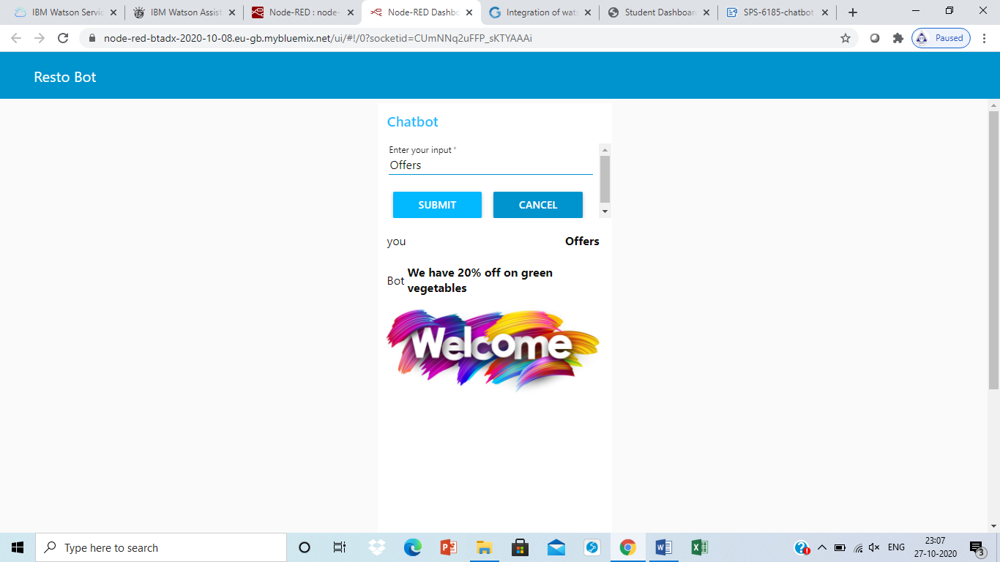 IBM Watson Servic
IBM Watson Assist
Node-RED : node-
Node-RED Dashbo
Integration of wats
Student Dashboard
SPS-6185-chatbot
node-red-btadx-2020-10-08.eu-gb.mybluemix.net/ui/#!/0?socketid=CUmNNq2uFFP_sKTYAAAi
Paused
Resto Bot
Chatbot
Enter your input *
Offers
SUBMIT CANCEL
you Offers
Bot We have 20% off on green
vegetables
Welcome
Type here to search
ENG
23:07
27-10-2020
3